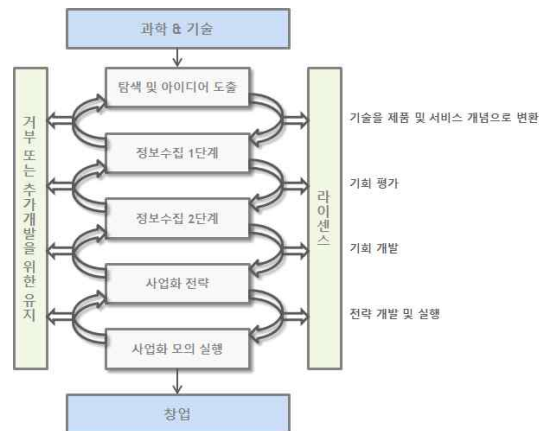 과학 & 기술
탐색 및 아이디어 도출
기술을 제품 및 서비스 개념으로 변환
정보수집 1단계
기회 평가
정보수집 2단계
기회 개발
사업화 전략
전략 개발 및 실행
사업화 모의 실행
창업
거부 또는 추가개발을 위한 유지
라이센스